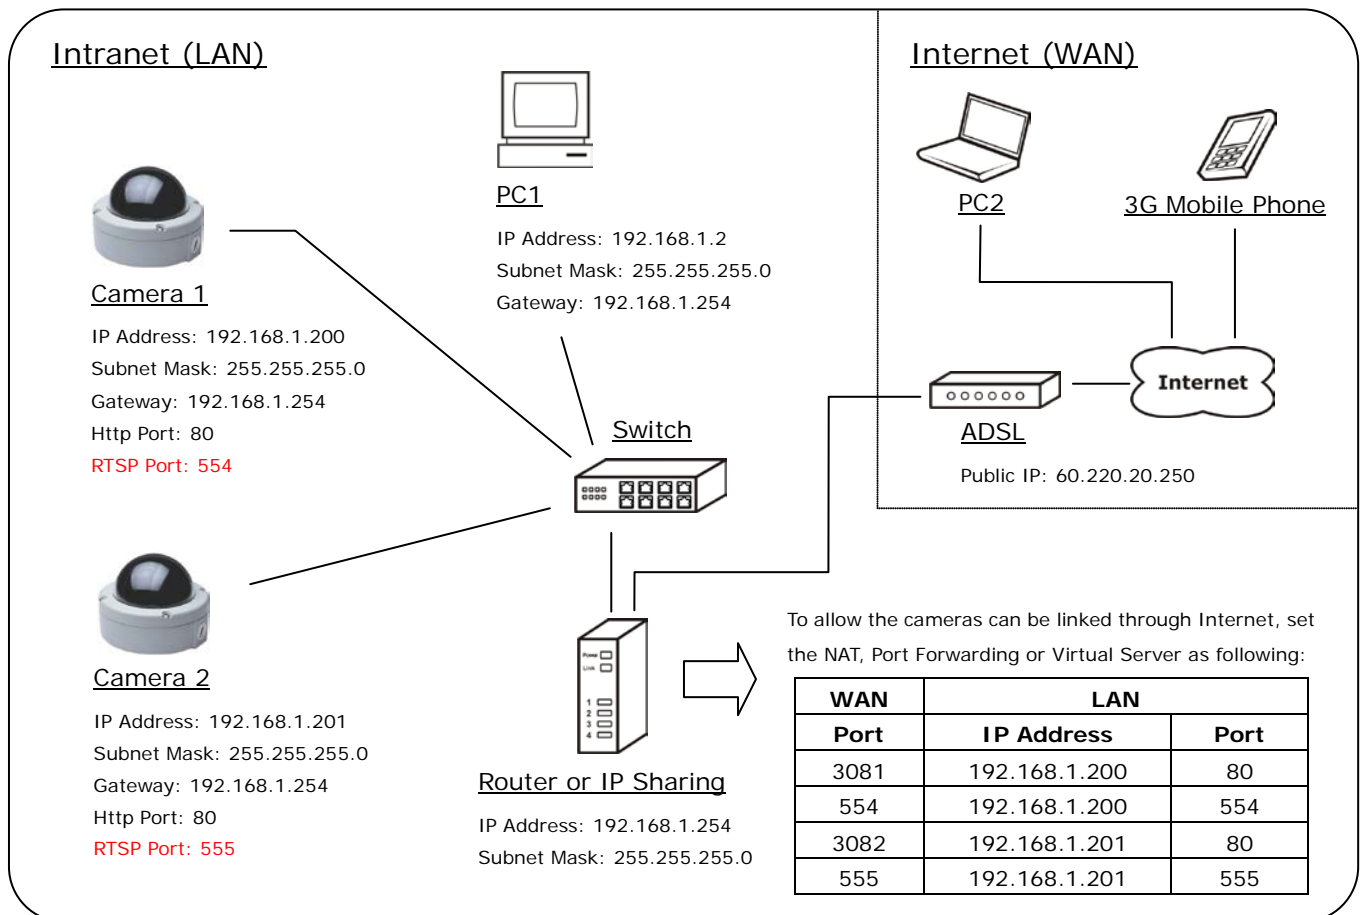 Intranet (LAN)
Internet (WAN)
PC1
IP Address: 192.168.1.2
Subnet Mask: 255.255.255.0
Gateway: 192.168.1.254
PC2
3G Mobile Phone
Camera 1
IP Address: 192.168.1.200
Subnet Mask: 255.255.255.0
Gateway: 192.168.1.254
Http Port: 80
RTSP Port: 554
Switch
Internet
ADSL
Public IP: 60.220.20.250
Camera 2
IP Address: 192.168.1.201
Subnet Mask: 255.255.255.0
Gateway: 192.168.1.254
Http Port: 80
RTSP Port: 555
Power
Link
1
2
3
4
Router or IP Sharing
IP Address: 192.168.1.254
Subnet Mask: 255.255.255.0
To allow the cameras can be linked through Internet, set
the NAT, Port Forwarding or Virtual Server as following:
WAN LAN
Port IP Address Port
3081 192.168.1.200 80
554 192.168.1.200 554
3082 192.168.1.201 80
555 192.168.1.201 555